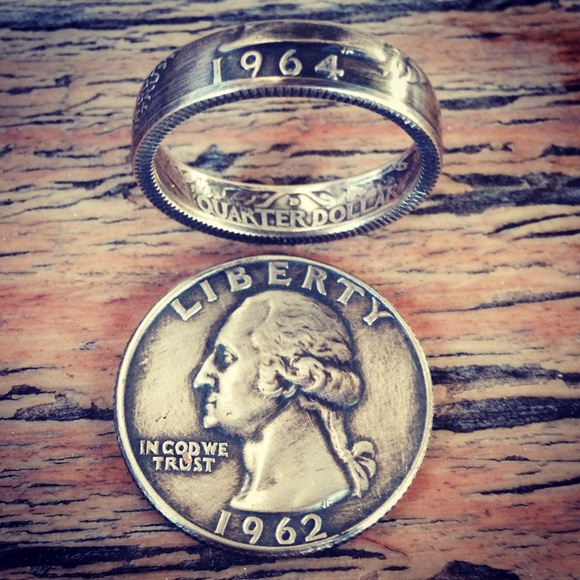 1964
QUARTER DOLLAR
LIBERTY
IN GOD WE
TRUST
1962